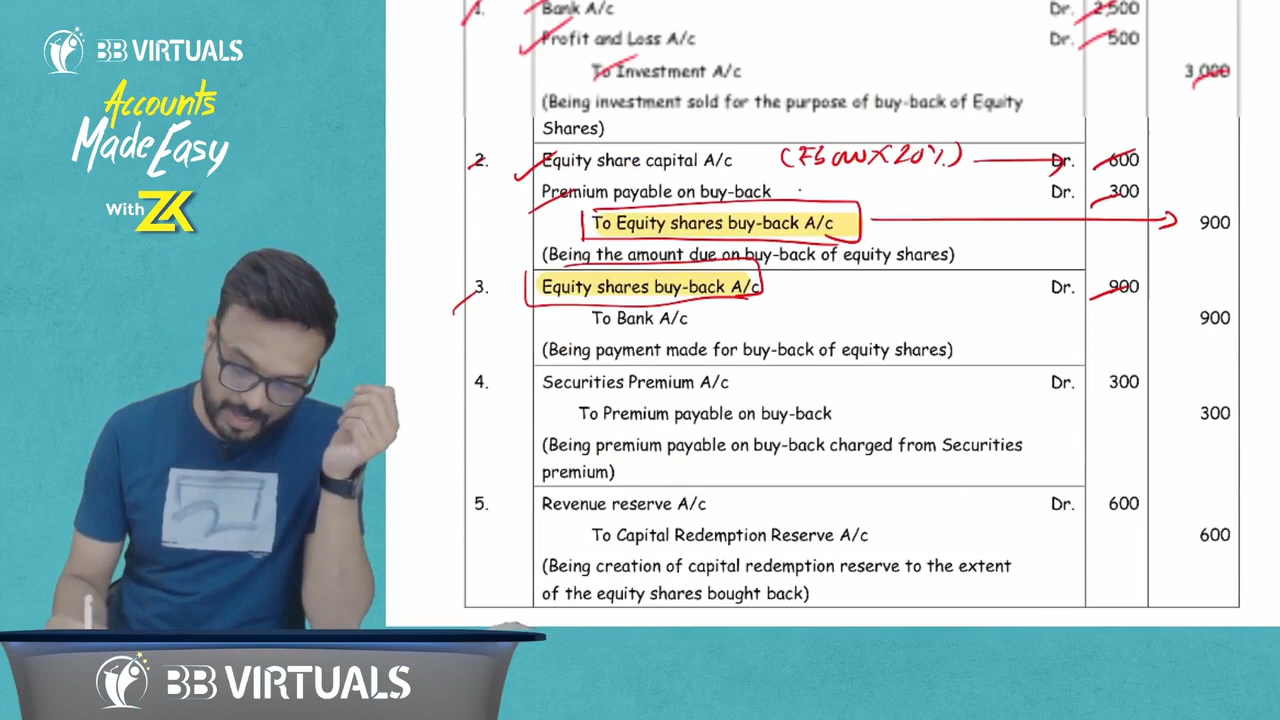 BB VIRTUALS
Accounts
Made Easy
With ZK
1. Bank A/c Dr. 2,500
Profit and Loss A/c Dr. 500
To Investment A/c 3,000
(Being investment sold for the purpose of buy-back of Equity
Shares)
2. Equity share capital A/c Dr. 600
Premium payable on buy-back Dr. 300
To Equity shares buy-back A/c 900
(Being the amount due on buy-back of equity shares)
3. Equity shares buy-back A/c Dr. 900
To Bank A/c 900
(Being payment made for buy-back of equity shares)
4. Securities Premium A/c Dr. 300
To Premium payable on buy-back 300
(Being premium payable on buy-back charged from Securities
premium)
5. Revenue reserve A/c Dr. 600
To Capital Redemption Reserve A/c 600
(Being creation of capital redemption reserve to the extent
of the equity shares bought back)
BB VIRTUALS